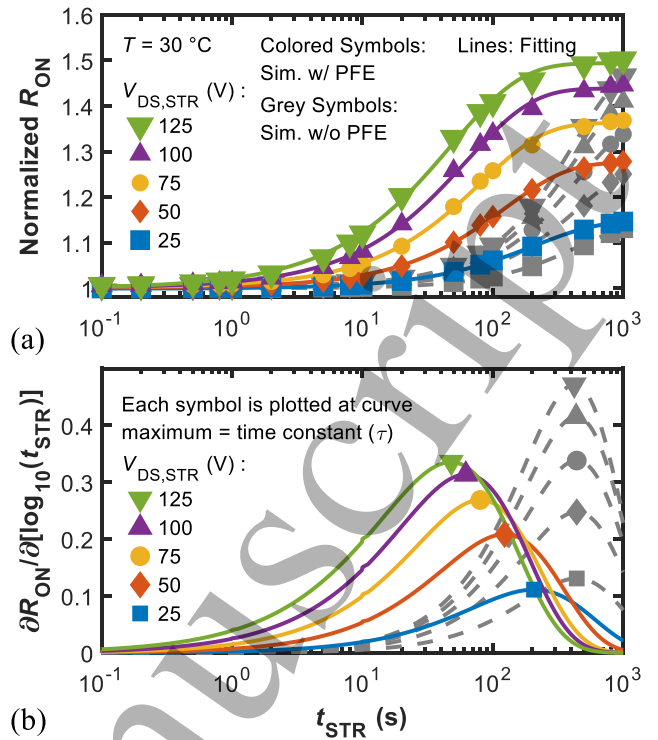 T = 30 °C
Colored Symbols: Lines: Fitting
Sim. w/ PFE
Grey Symbols:
Sim. w/o PFE
V_DS,STR (V) :
125
100
75
50
25
Normalized R_ON
1.6
1.5
1.4
1.3
1.2
1.1
1
10^-1 10^0 10^1 10^2 10^3
(a)
Each symbol is plotted at curve
maximum = time constant (τ)
V_DS,STR (V) :
125
100
75
50
25
∂R_ON/∂[log_10(t_STR)]
0.4
0.3
0.2
0.1
0
10^-1 10^0 10^1 10^2 10^3
t_STR (s)
(b)